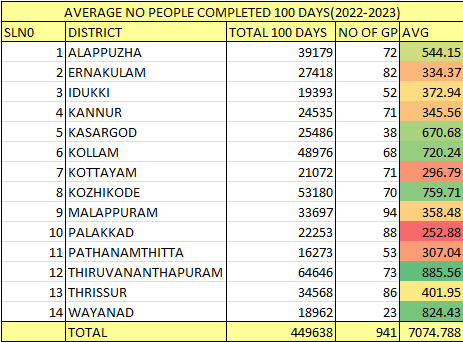 AVERAGE NO PEOPLE COMPLETED 100 DAYS(2022-2023)
SLN0 DISTRICT TOTAL 100 DAYS NO OF GP AVG
1 ALAPPUZHA 39179 72 544.15
2 ERNAKULAM 27418 82 334.37
3 IDUKKI 19393 52 372.94
4 KANNUR 24535 71 345.56
5 KASARGOD 25486 38 670.68
6 KOLLAM 48976 68 720.24
7 KOTTAYAM 21072 71 296.79
8 KOZHIKODE 53180 70 759.71
9 MALAPPURAM 33697 94 358.48
10 PALAKKAD 22253 88 252.88
11 PATHANAMTHITTA 16273 53 307.04
12 THIRUVANANTHAPURAM 64646 73 885.56
13 THRISSUR 34568 86 401.95
14 WAYANAD 18962 23 824.43
TOTAL 449638 941 7074.788